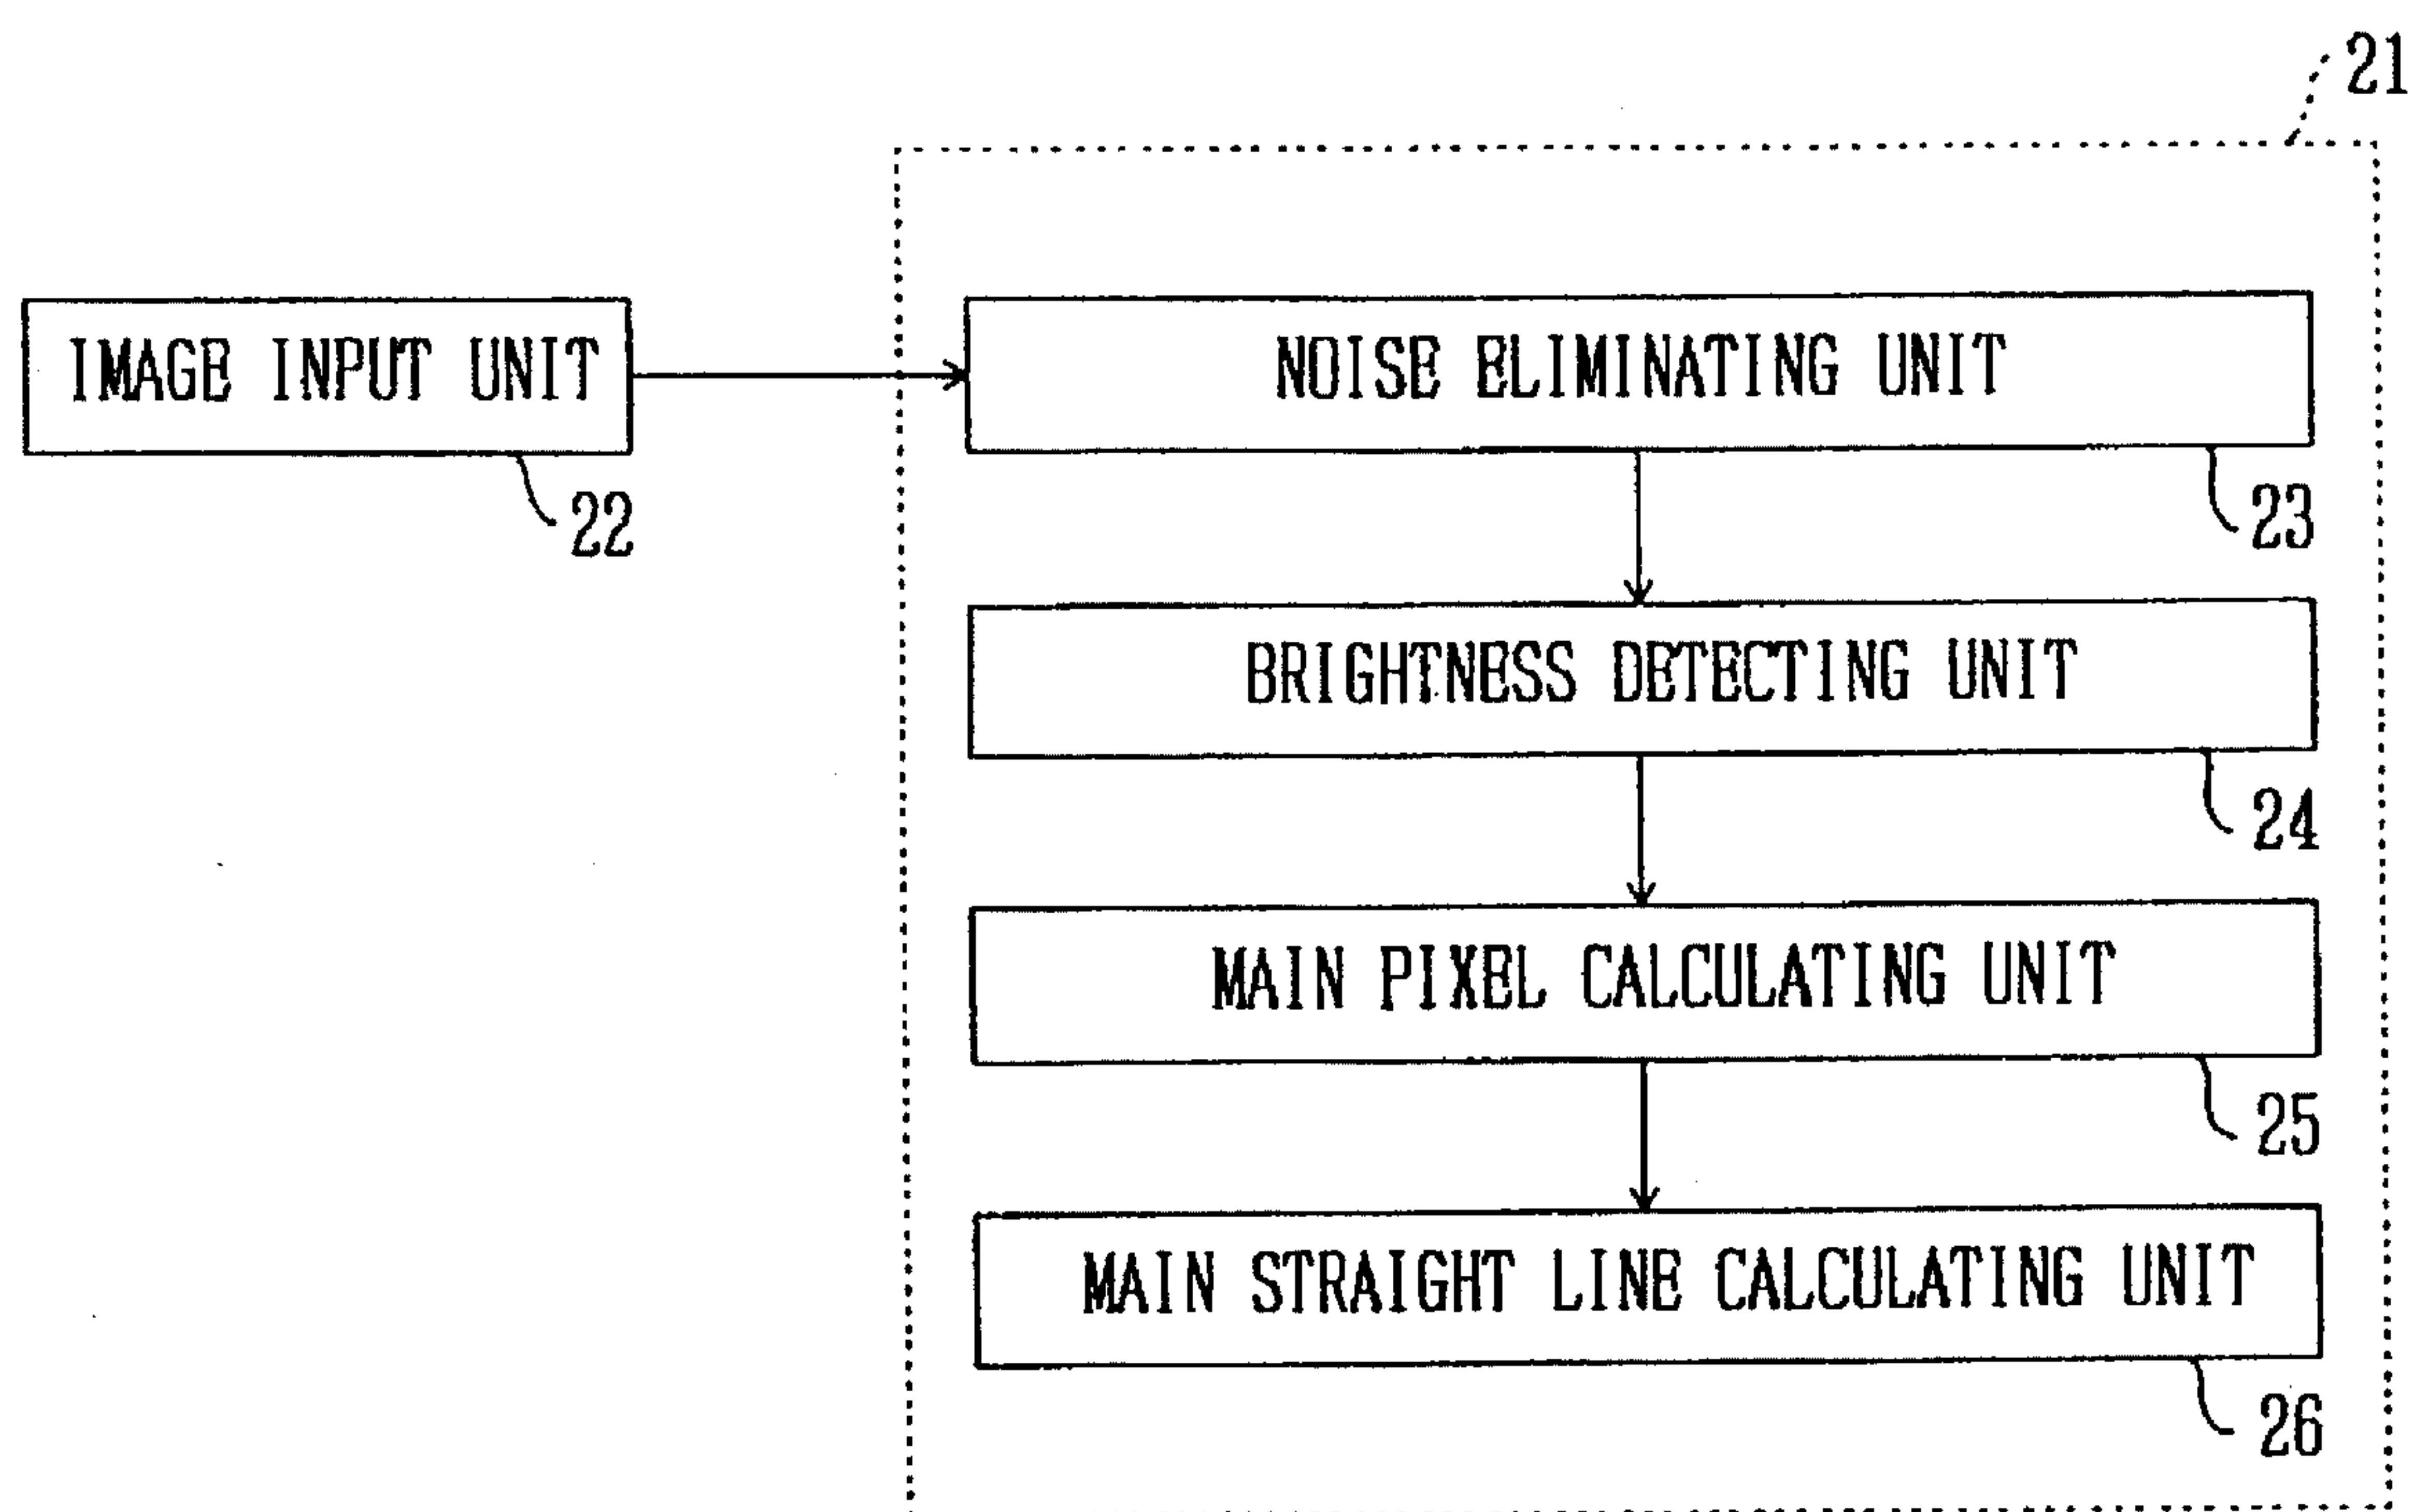 21
IMAGE INPUT UNIT
22
NOISE ELIMINATING UNIT
23
BRIGHTNESS DETECTING UNIT
24
MAIN PIXEL CALCULATING UNIT
25
MAIN STRAIGHT LINE CALCULATING UNIT
26